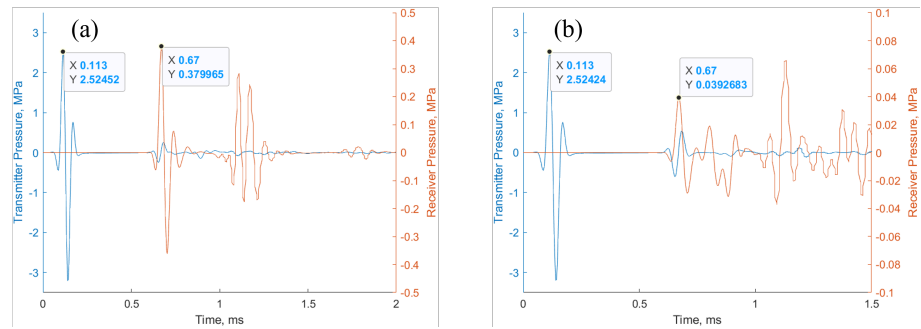 (a)
3
2
1
0
-1
-2
-3
Transmitter Pressure, MPa
X 0.113
Y 2.52452
X 0.67
Y 0.379965
0.5
0.4
0.3
0.2
0.1
0
-0.1
-0.2
-0.3
-0.4
-0.5
Receiver Pressure, MPa
0
0.5
1
1.5
2
Time, ms
(b)
3
2
1
0
-1
-2
-3
Transmitter Pressure, MPa
X 0.113
Y 2.52424
X 0.67
Y 0.0392683
0.1
0.08
0.06
0.04
0.02
0
-0.02
-0.04
-0.06
-0.08
-0.1
Receiver Pressure, MPa
0
0.5
1
1.5
Time, ms